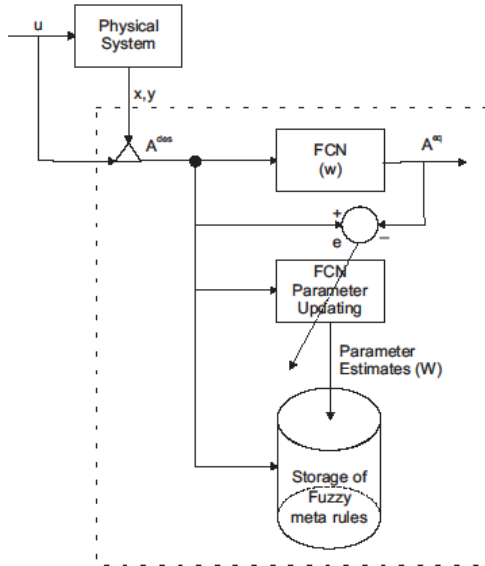 u
Physical
System
x,y
A^des
FCN
(w)
A^eq
+
e
−
FCN
Parameter
Updating
Parameter
Estimates (W)
Storage of
Fuzzy
meta rules